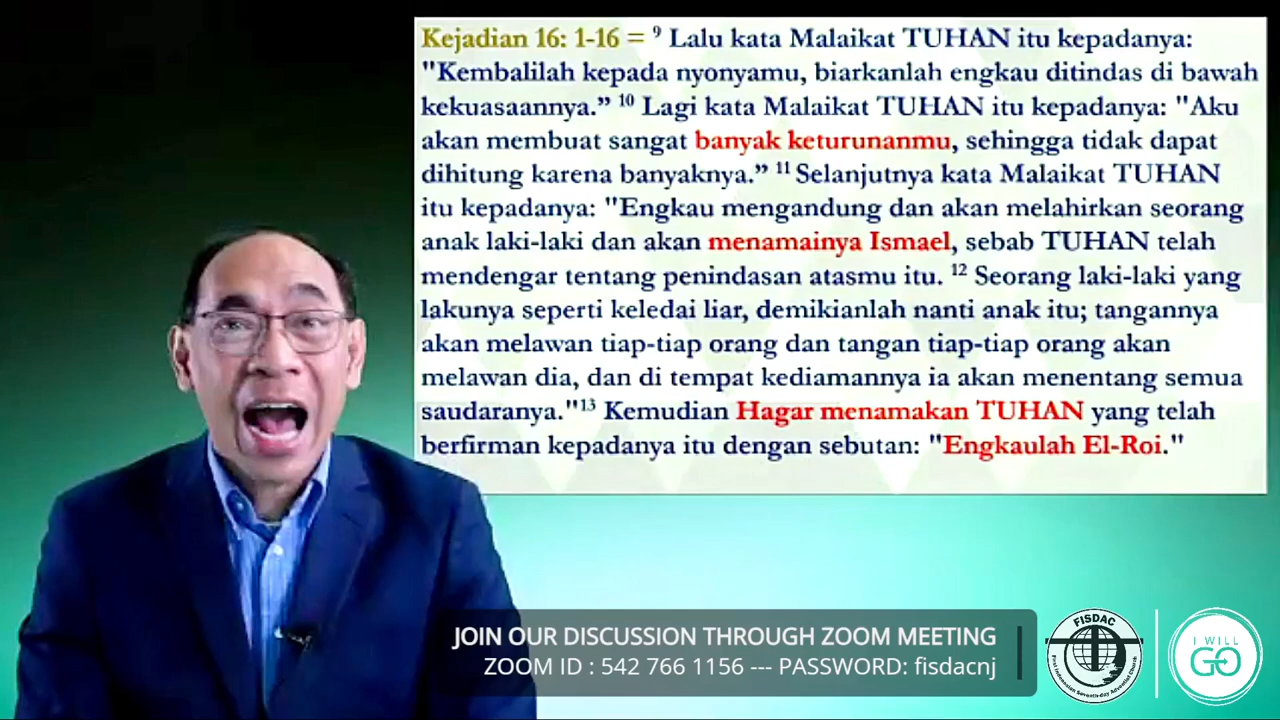 Kejadian 16: 1-16 = ⁹ Lalu kata Malaikat TUHAN itu kepadanya:
"Kembalilah kepada nyonyamu, biarkanlah engkau ditindas di bawah
kekuasaannya.” ¹⁰ Lagi kata Malaikat TUHAN itu kepadanya: "Aku
akan membuat sangat banyak keturunanmu, sehingga tidak dapat
dihitung karena banyaknya.” ¹¹ Selanjutnya kata Malaikat TUHAN
itu kepadanya: "Engkau mengandung dan akan melahirkan seorang
anak laki-laki dan akan menamainya Ismael, sebab TUHAN telah
mendengar tentang penindasan atasmu itu. ¹² Seorang laki-laki yang
lakunya seperti keledai liar, demikianlah nanti anak itu; tangannya
akan melawan tiap-tiap orang dan tangan tiap-tiap orang akan
melawan dia, dan di tempat kediamannya ia akan menentang semua
saudaranya."¹³ Kemudian Hagar menamakan TUHAN yang telah
berfirman kepadanya itu dengan sebutan: "Engkaulah El-Roi."
JOIN OUR DISCUSSION THROUGH ZOOM MEETING
ZOOM ID : 542 766 1156 --- PASSWORD: fisdacnj
FISDAC
First Indonesian Seventh-day Adventist Church
I WILL
GO